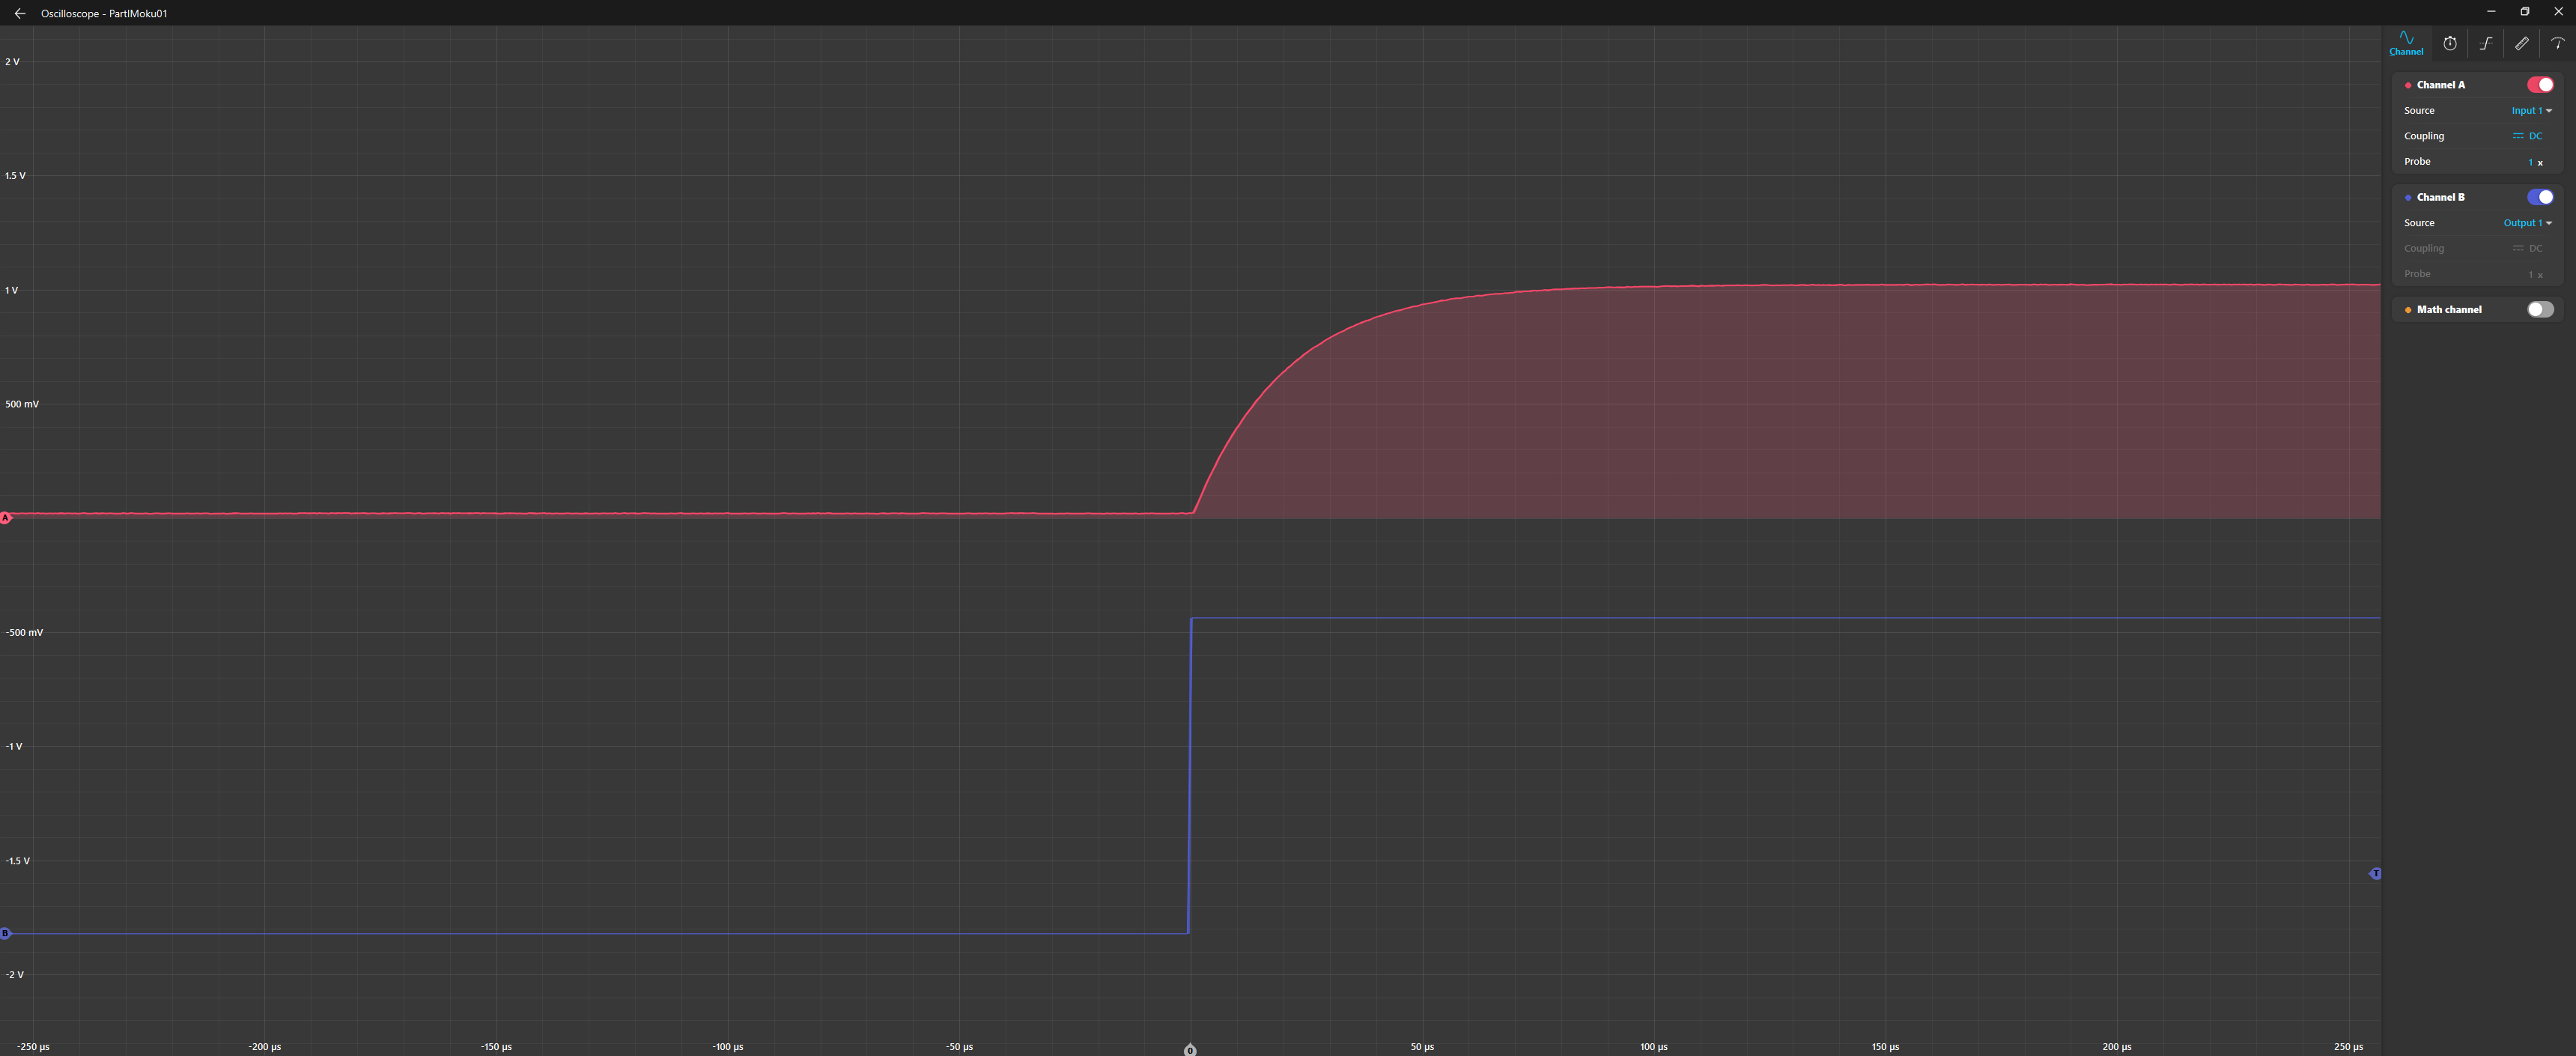 Oscilloscope - PartIMoku01
Channel
2 V
1.5 V
1 V
500 mV
A
-500 mV
-1 V
-1.5 V
T
B
-2 V
-250 µs
-200 µs
-150 µs
-100 µs
-50 µs
0
50 µs
100 µs
150 µs
200 µs
250 µs
Channel A
Source Input 1
Coupling DC
Probe 1 x
Channel B
Source Output 1
Coupling DC
Probe 1 x
Math channel